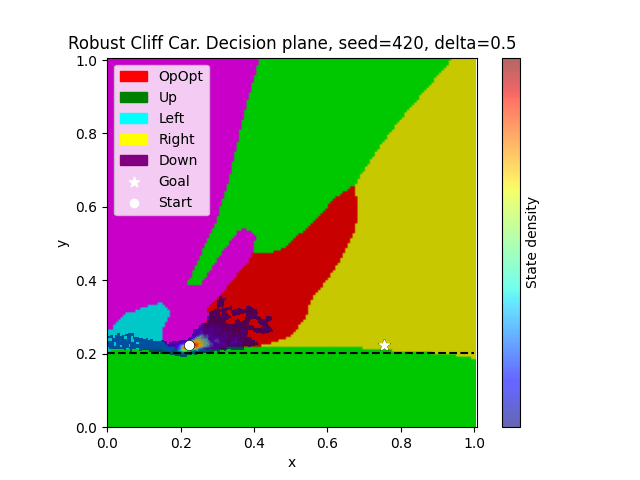 Robust Cliff Car. Decision plane, seed=420, delta=0.5
1.0
0.8
0.6
0.4
0.2
0.0
y
OpOpt
Up
Left
Right
Down
Goal
Start
0.0
0.2
0.4
0.6
0.8
1.0
x
State density